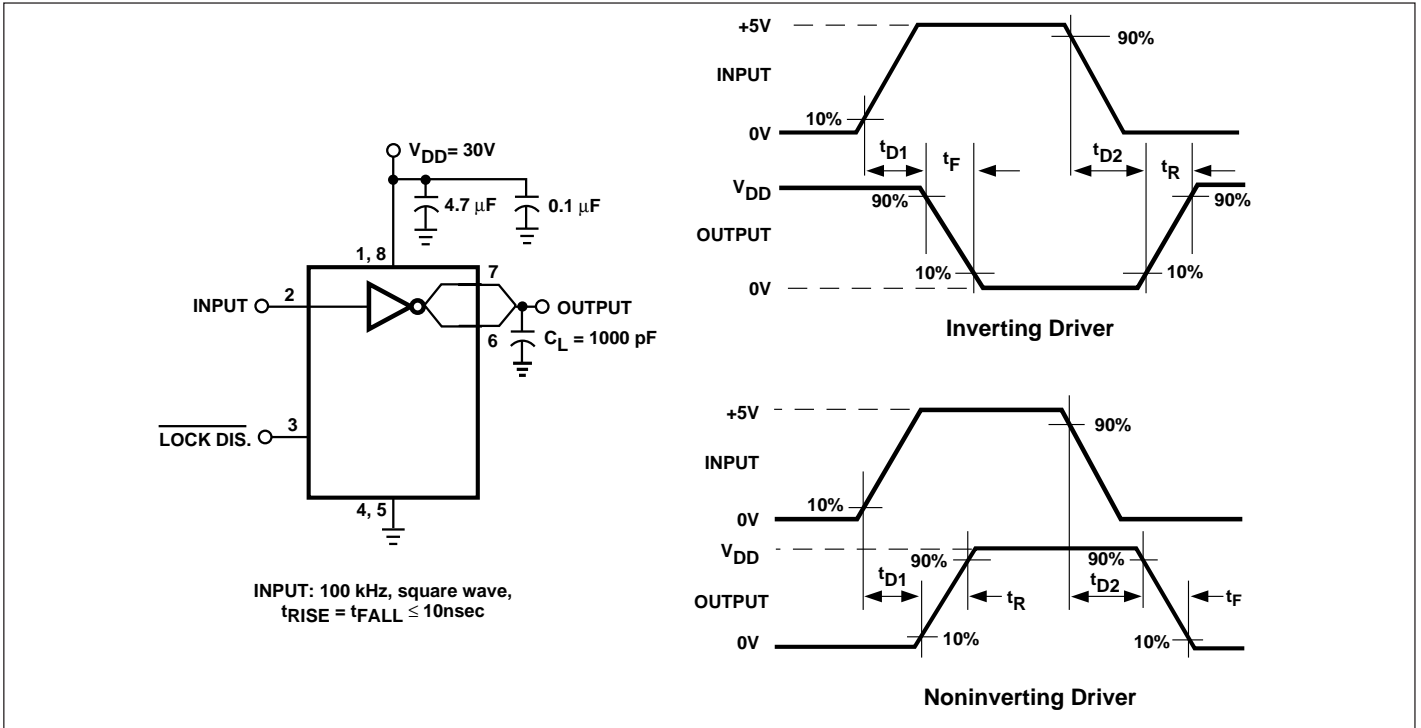 V_DD = 30V
4.7 μF
0.1 μF
1, 8
INPUT
2
7
OUTPUT
6
C_L = 1000 pF
LOCK DIS.
3
4, 5
INPUT: 100 kHz, square wave,
t_RISE = t_FALL ≤ 10nsec
+5V
90%
INPUT
10%
0V
t_D1
t_F
t_D2
t_R
V_DD
90%
90%
OUTPUT
10%
10%
0V
Inverting Driver
+5V
90%
INPUT
10%
0V
V_DD
90%
90%
t_D1
t_R
t_D2
t_F
OUTPUT
10%
10%
0V
Noninverting Driver